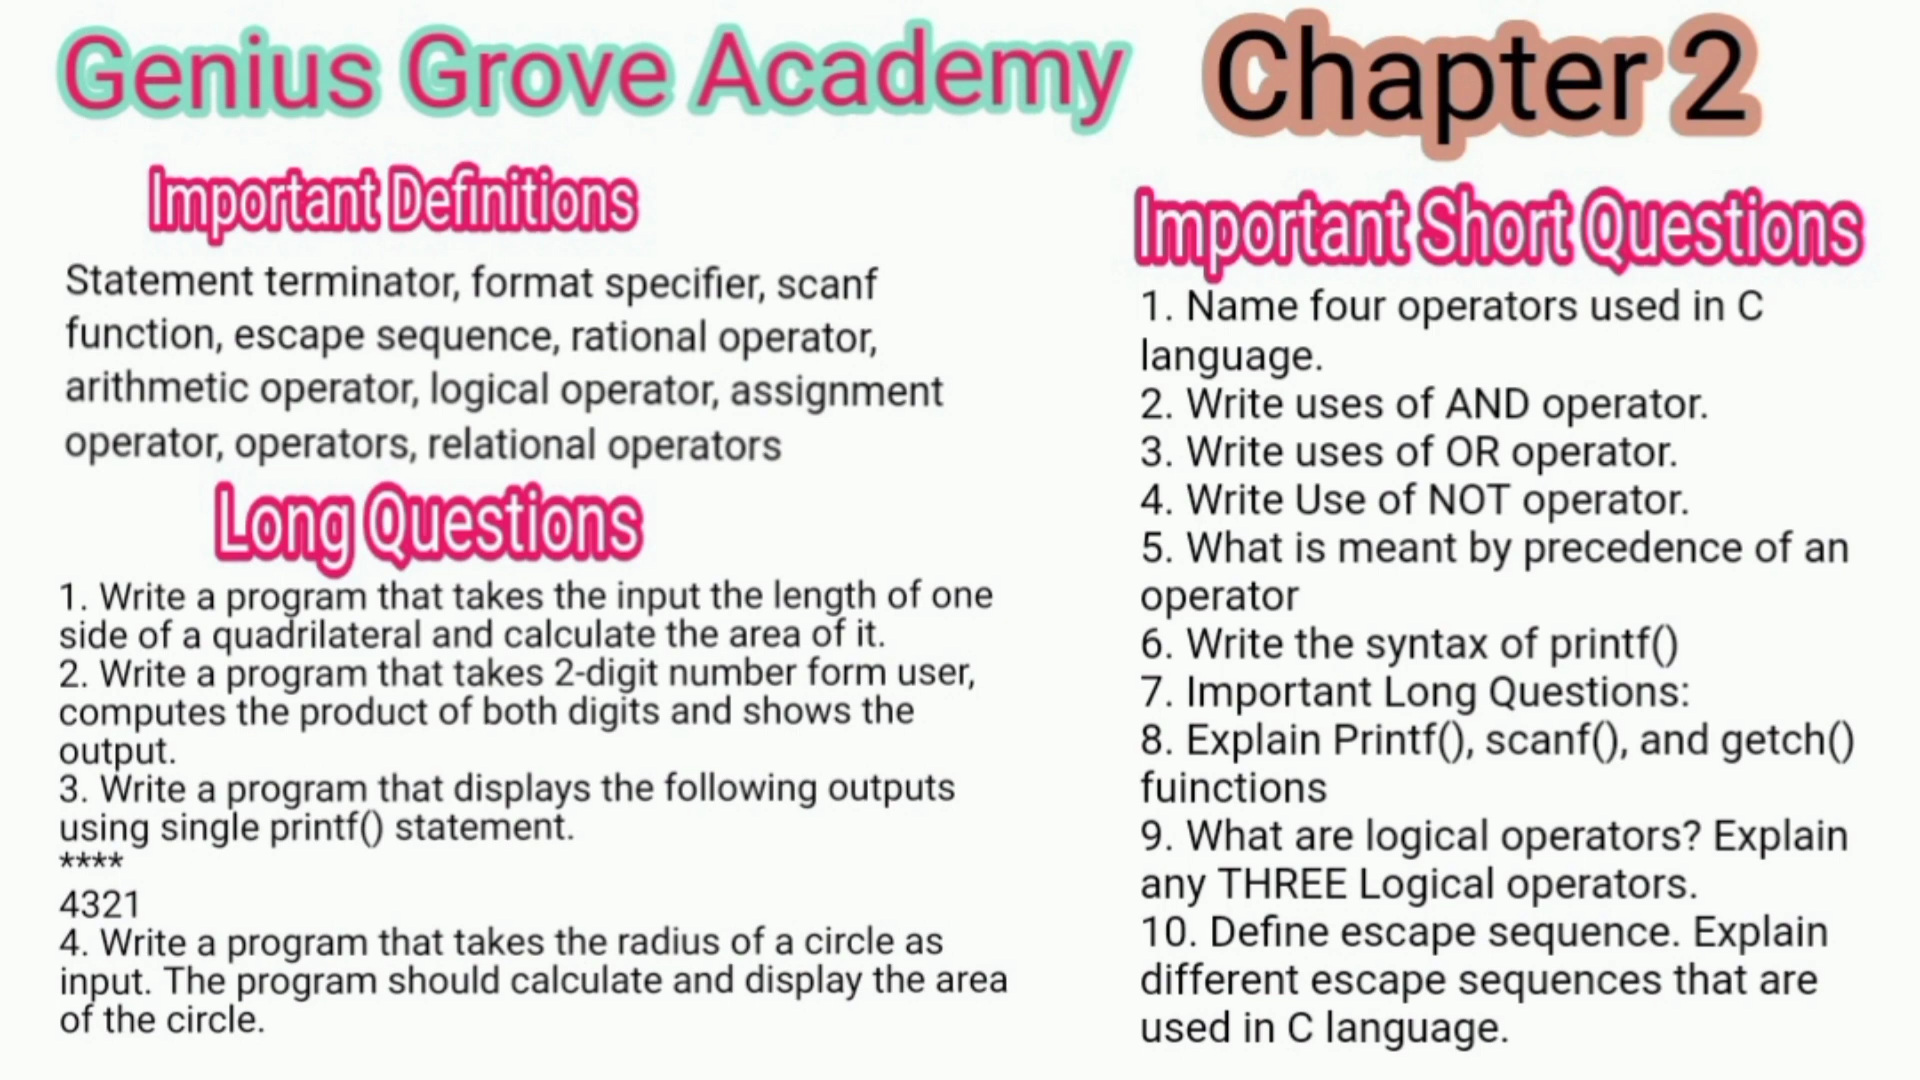 Genius Grove Academy
Chapter 2
Important Definitions
Statement terminator, format specifier, scanf
function, escape sequence, rational operator,
arithmetic operator, logical operator, assignment
operator, operators, relational operators
Long Questions
1. Write a program that takes the input the length of one
side of a quadrilateral and calculate the area of it.
2. Write a program that takes 2-digit number form user,
computes the product of both digits and shows the
output.
3. Write a program that displays the following outputs
using single printf() statement.
****
4321
4. Write a program that takes the radius of a circle as
input. The program should calculate and display the area
of the circle.
Important Short Questions
1. Name four operators used in C
language.
2. Write uses of AND operator.
3. Write uses of OR operator.
4. Write Use of NOT operator.
5. What is meant by precedence of an
operator
6. Write the syntax of printf()
7. Important Long Questions:
8. Explain Printf(), scanf(), and getch()
fuinctions
9. What are logical operators? Explain
any THREE Logical operators.
10. Define escape sequence. Explain
different escape sequences that are
used in C language.